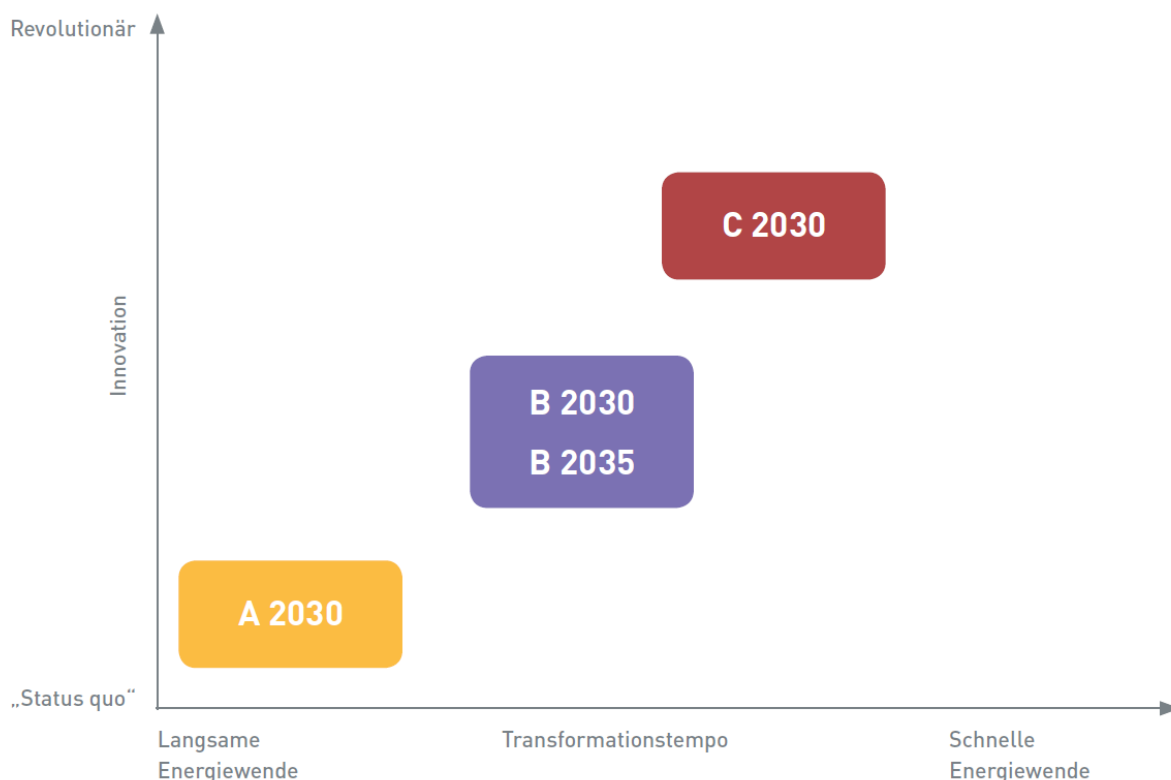 Revolutionär
C 2030
Innovation
B 2030
B 2035
A 2030
„Status quo“
Langsame
Energiewende
Transformationstempo
Schnelle
Energiewende